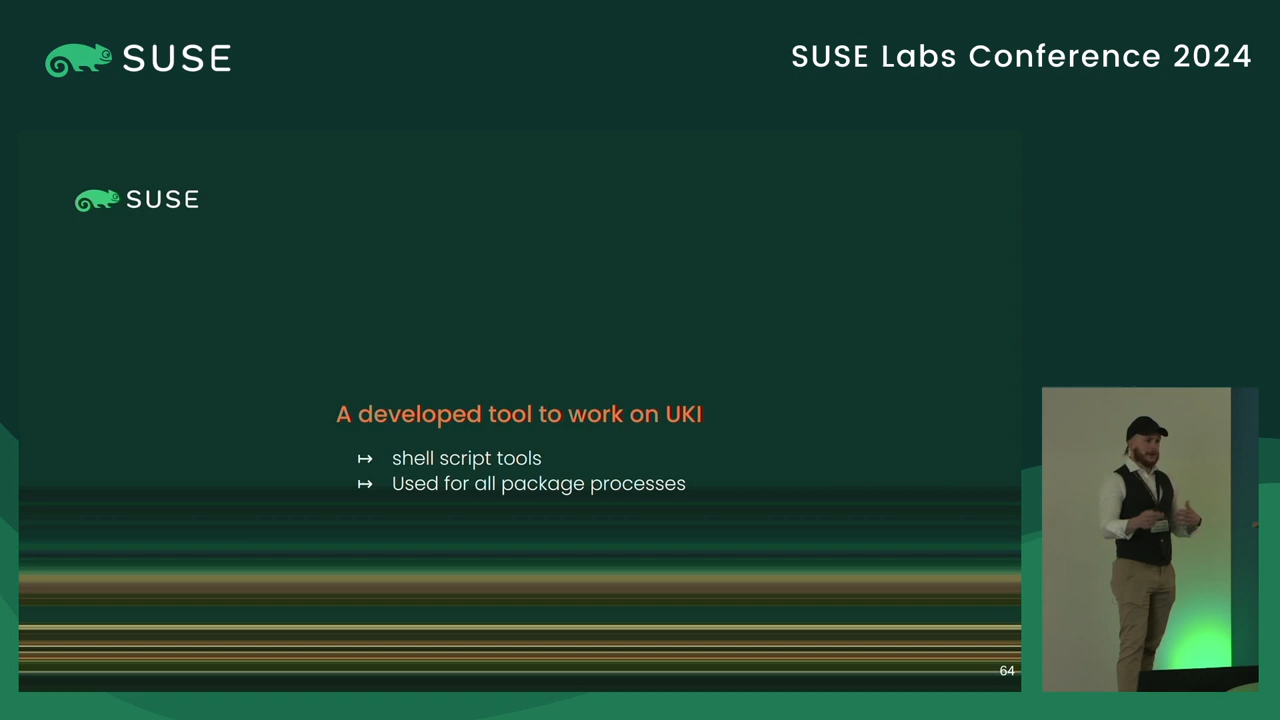 SUSE
SUSE Labs Conference 2024
SUSE
A developed tool to work on UKI
↦ shell script tools
↦ Used for all package processes
64